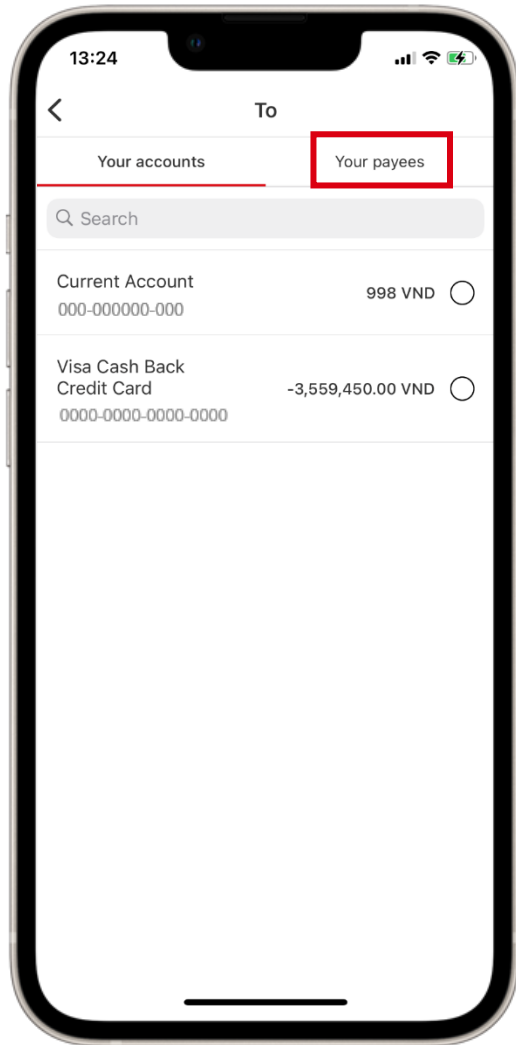 13:24
To
Your accounts
Your payees
Search
Current Account
998 VND
000-000000-000
Visa Cash Back
Credit Card
-3,559,450.00 VND
0000-0000-0000-0000